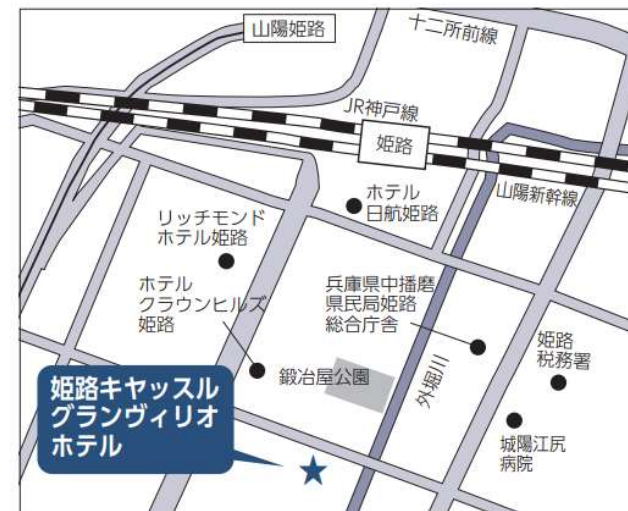 山陽姫路
十二所前線
JR神戸線
姫路
山陽新幹線
ホテル
日航姫路
リッチモンド
ホテル姫路
ホテル
クラウンヒルズ
姫路
兵庫県中播磨
県民局姫路
総合庁舎
姫路
税務署
鍛冶屋公園
外堀川
姫路キャッスル
グランヴィリオ
ホテル
城陽江尻
病院